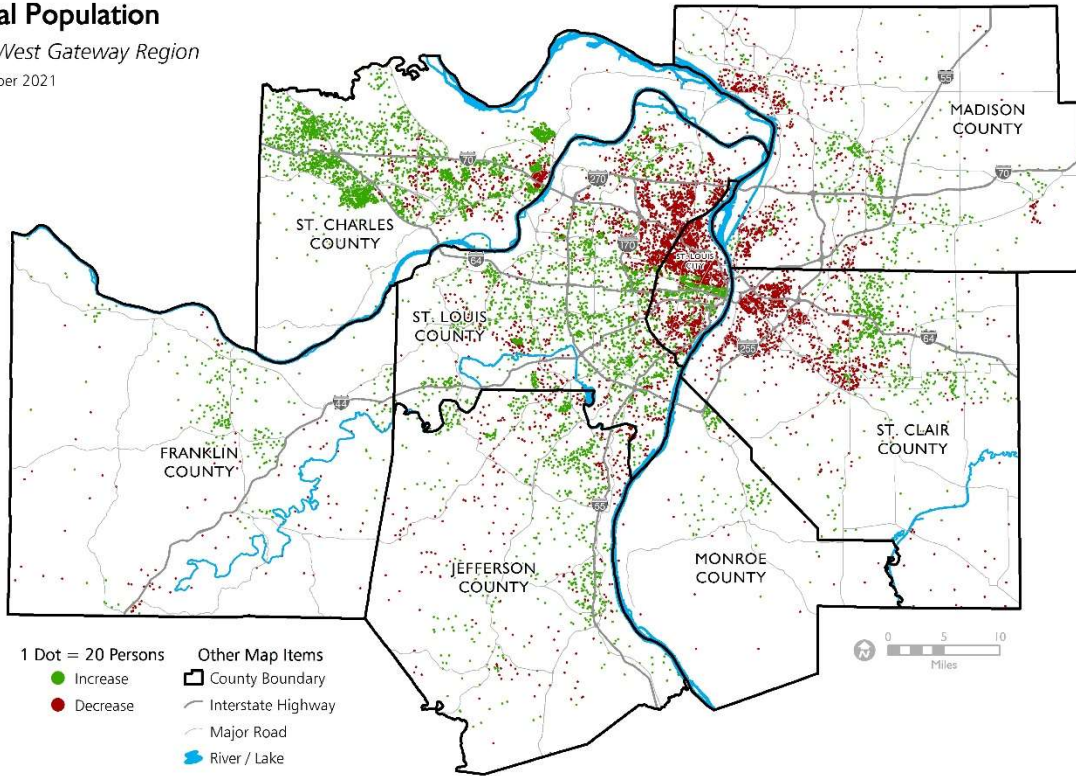 al Population
West Gateway Region
ber 2021
MADISON
COUNTY
55
70
70
270
ST. CHARLES
COUNTY
170
64
ST. LOUIS
CITY
ST. LOUIS
COUNTY
255
64
44
FRANKLIN
COUNTY
ST. CLAIR
COUNTY
55
JEFFERSON
COUNTY
MONROE
COUNTY
1 Dot = 20 Persons
Increase
Decrease
Other Map Items
County Boundary
Interstate Highway
Major Road
River / Lake
N
0 5 10
Miles